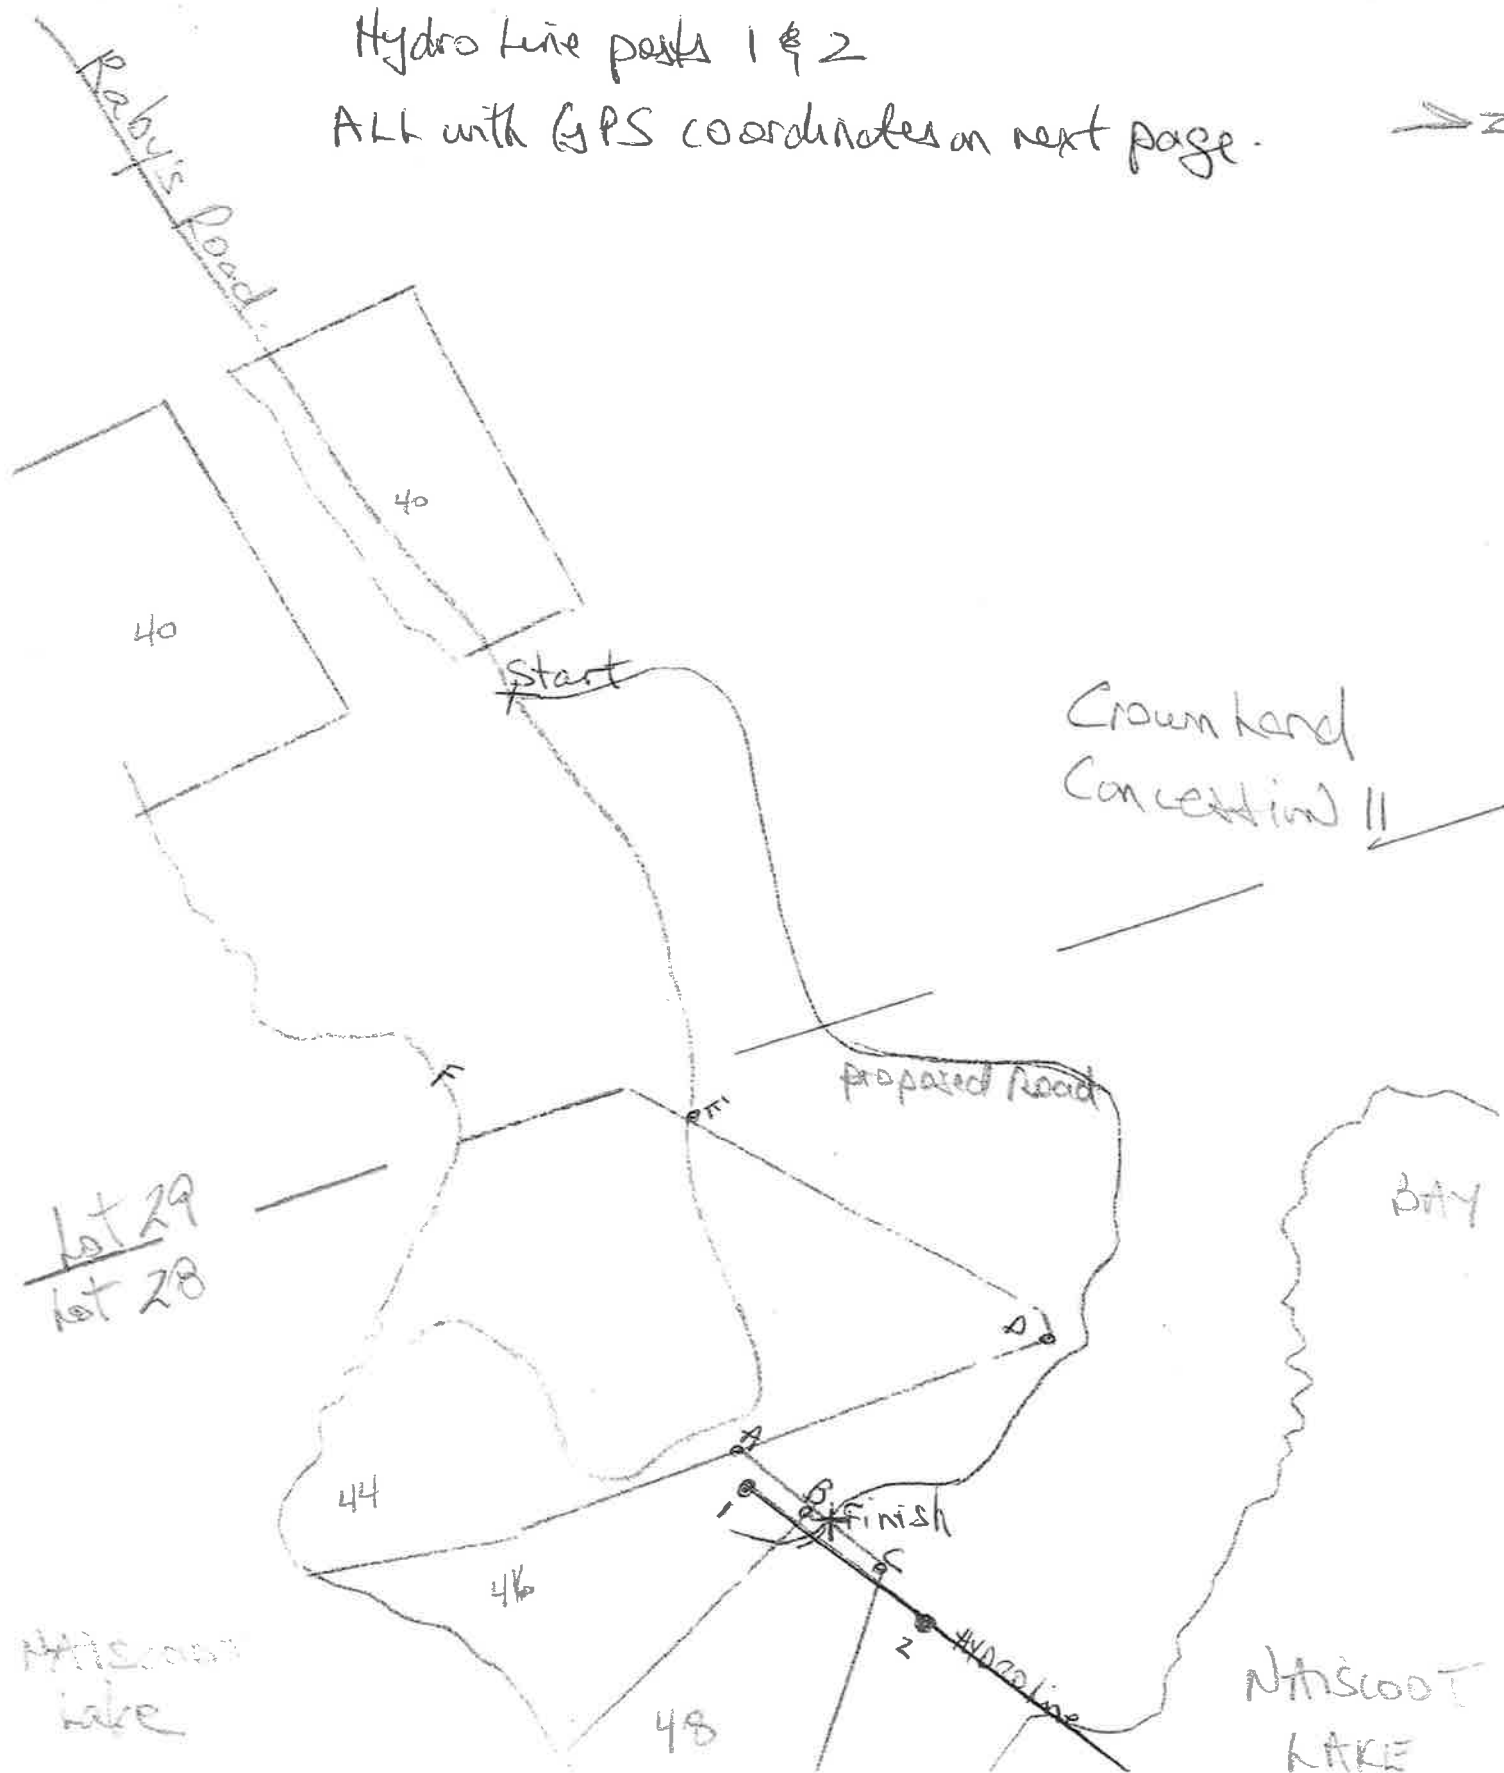 Hydro Line posts 1 & 2
ALL with GPS coordinates on next page.
Raby's Road
40
40
Start
Crown Land
Concession 11
F
E
proposed Road
Lot 29
Lot 28
BAY
D
A
44
1
B
Finish
C
46
2
HYDRO line
NAISCOOT
Lake
48
NAISCOOT
LAKE